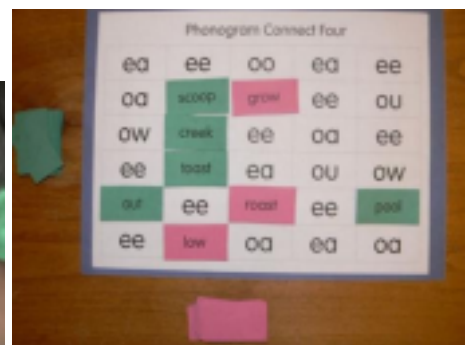 Phonogram Connect Four
ea ee oo ea ee
oa scoop grow ee ou
ow creek ee oa ee
ee toast ea ou ow
out ee roast ee pool
ee low oa ea oa